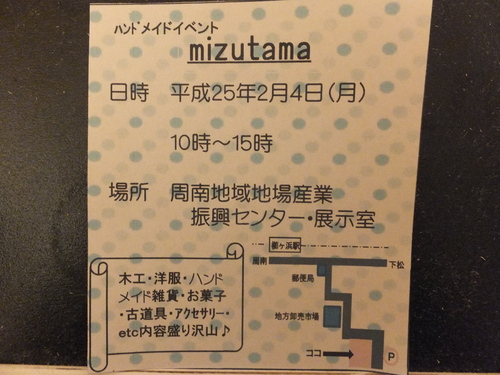 ハンドメイドイベント
mizutama
日時 平成25年2月4日(月)
10時～15時
場所 周南地域地場産業
振興センター・展示室
木工・洋服・ハンド
メイド雑貨・お菓子
・古道具・アクセサリー・
etc内容盛り沢山♪
櫛ヶ浜駅
周南
下松
郵便局
地方卸売市場
ココ
P